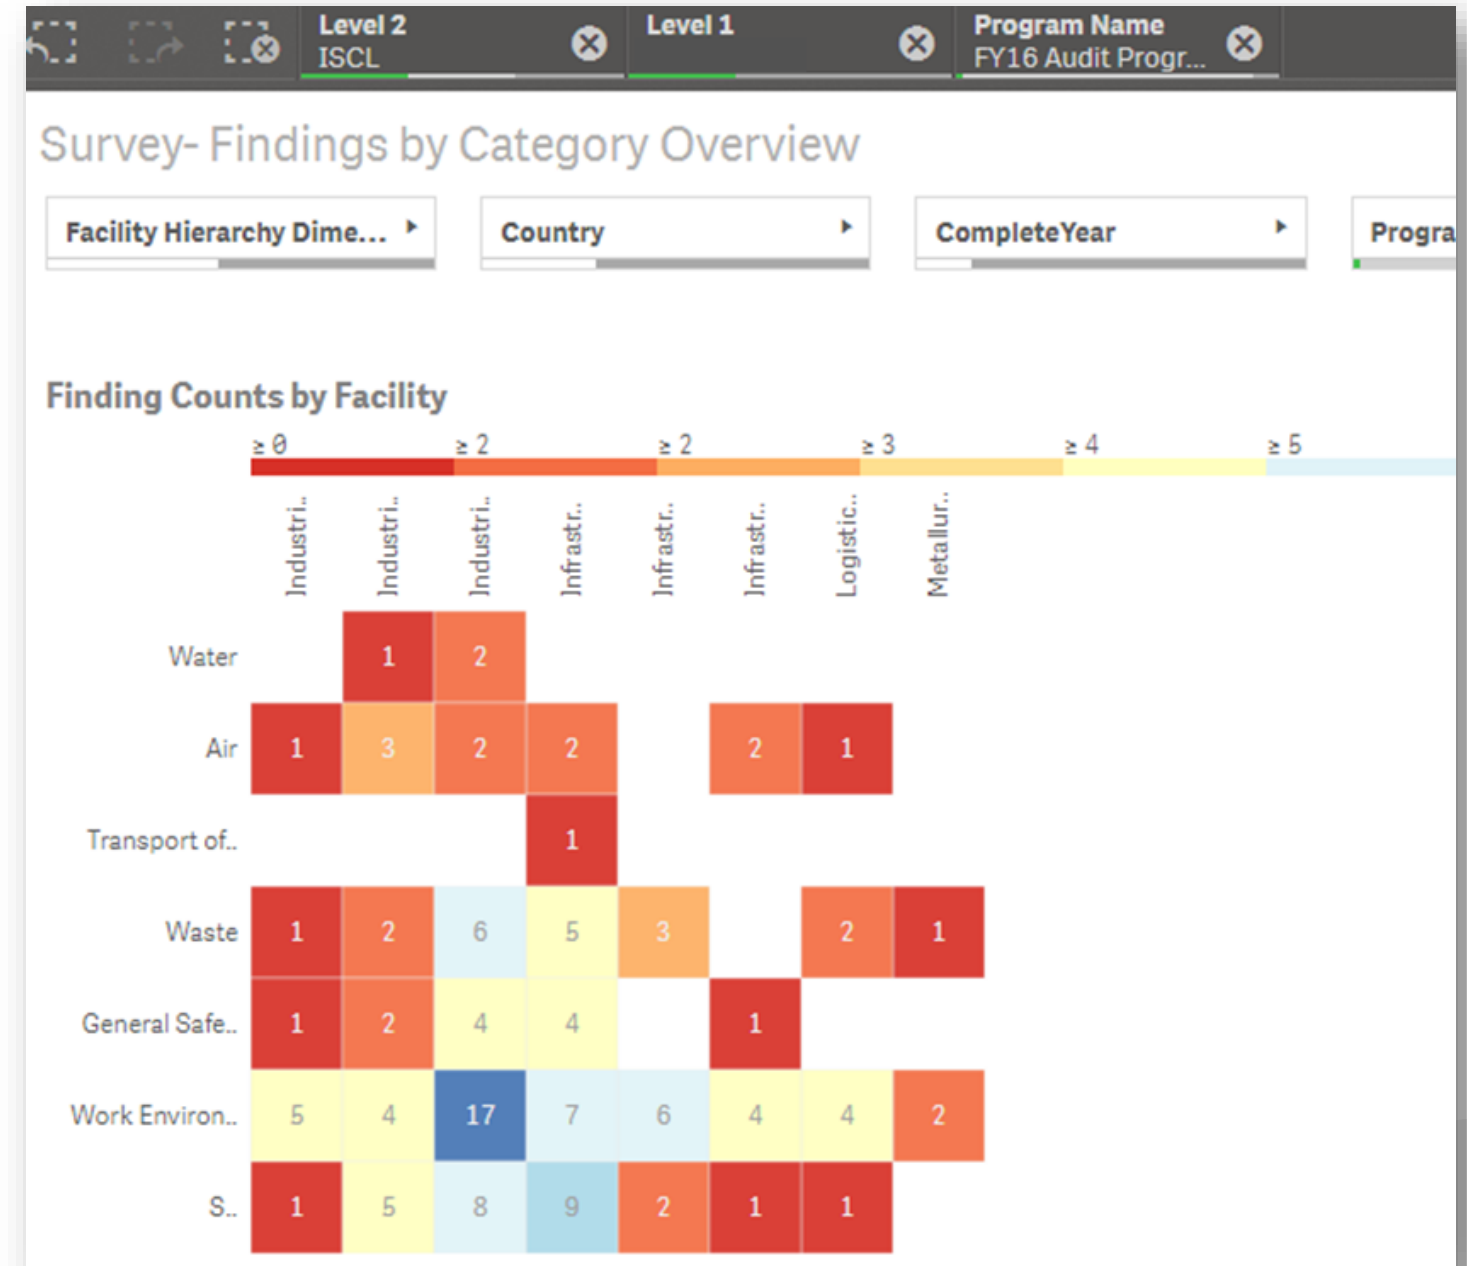 Level 2
ISCL
Level 1
Program Name
FY16 Audit Progr...
Survey- Findings by Category Overview
Facility Hierarchy Dime...
Country
CompleteYear
Progra
Finding Counts by Facility
≥ 0 ≥ 2 ≥ 2 ≥ 3 ≥ 4 ≥ 5
Industri.. Industri.. Industri.. Infrastr.. Infrastr.. Infrastr.. Logistic.. Metallur..
Water 1 2
Air 1 3 2 2 2 1
Transport of.. 1
Waste 1 2 6 5 3 2 1
General Safe.. 1 2 4 4 1
Work Environ.. 5 4 17 7 6 4 4 2
S.. 1 5 8 9 2 1 1